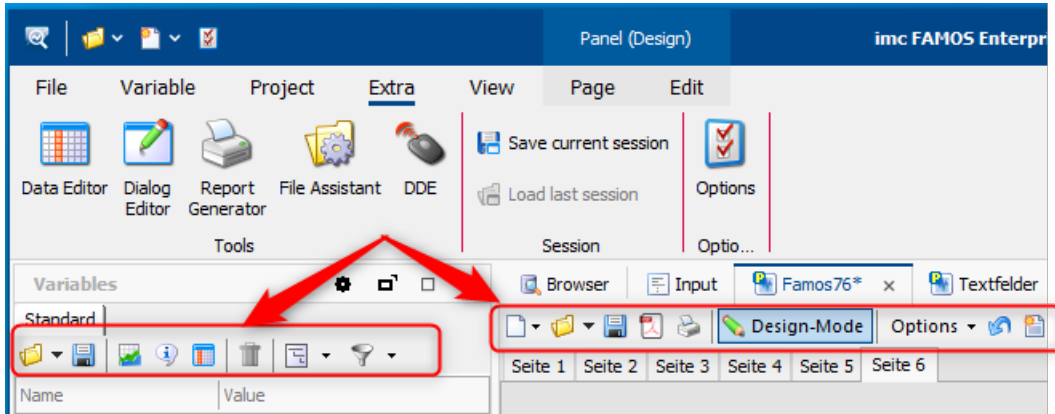 Panel (Design) imc FAMOS Enterpr
File Variable Project Extra View Page Edit
Data Editor Dialog Editor Report Generator File Assistant DDE
Save current session
Load last session
Options
Tools Session Optio...
Variables Browser Input Famos76* x Textfelder
Standard
Design-Mode Options
Seite 1 Seite 2 Seite 3 Seite 4 Seite 5 Seite 6
Name Value